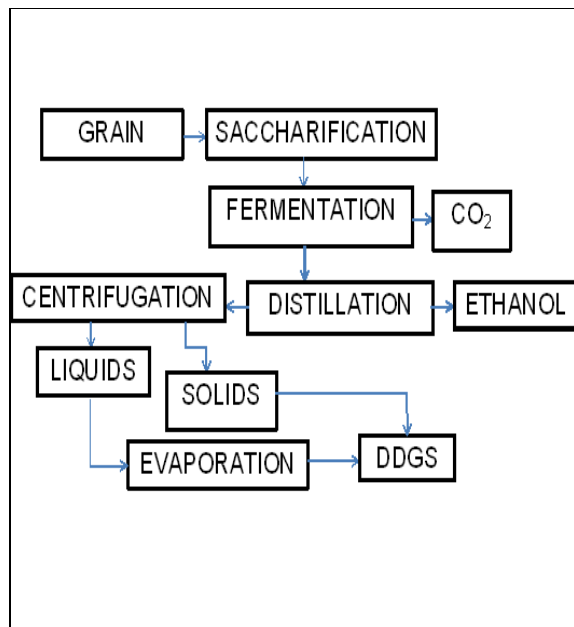 GRAIN
SACCHARIFICATION
FERMENTATION
CO₂
CENTRIFUGATION
DISTILLATION
ETHANOL
LIQUIDS
SOLIDS
EVAPORATION
DDGS